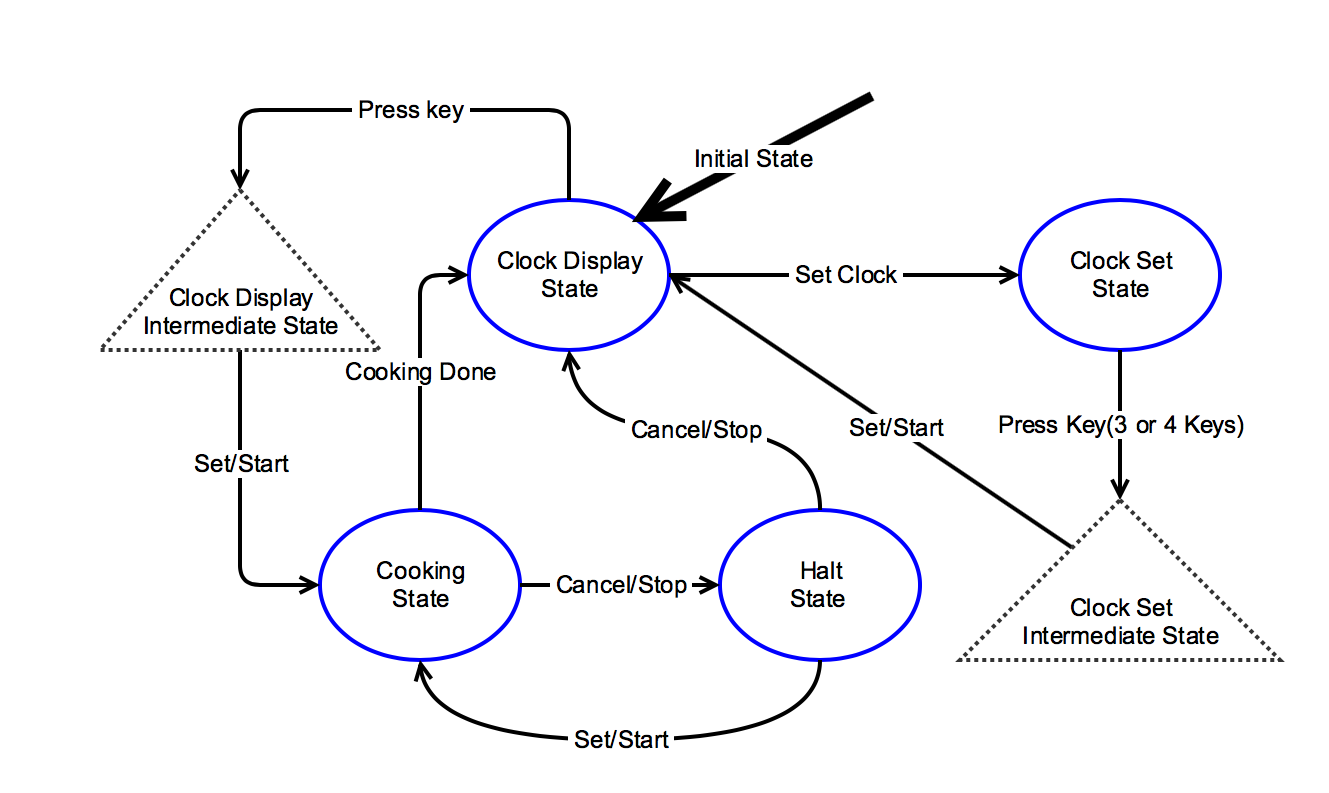 Press key
Initial State
Clock Display
State
Set Clock
Clock Set
State
Clock Display
Intermediate State
Cooking Done
Cancel/Stop
Set/Start
Press Key(3 or 4 Keys)
Set/Start
Cooking
State
Cancel/Stop
Halt
State
Clock Set
Intermediate State
Set/Start